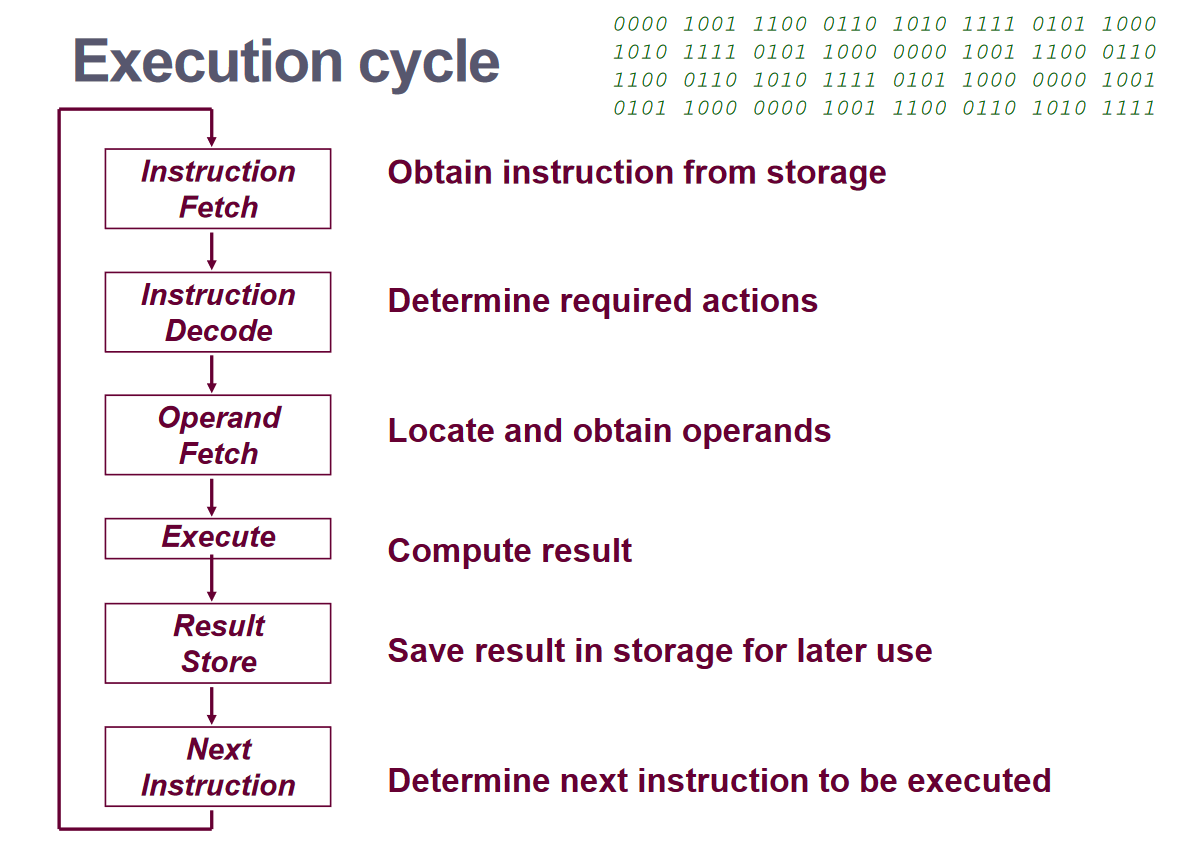 Execution cycle
0000 1001 1100 0110 1010 1111 0101 1000
1010 1111 0101 1000 0000 1001 1100 0110
1100 0110 1010 1111 0101 1000 0000 1001
0101 1000 0000 1001 1100 0110 1010 1111
Instruction
Fetch
Obtain instruction from storage
Instruction
Decode
Determine required actions
Operand
Fetch
Locate and obtain operands
Execute
Compute result
Result
Store
Save result in storage for later use
Next
Instruction
Determine next instruction to be executed